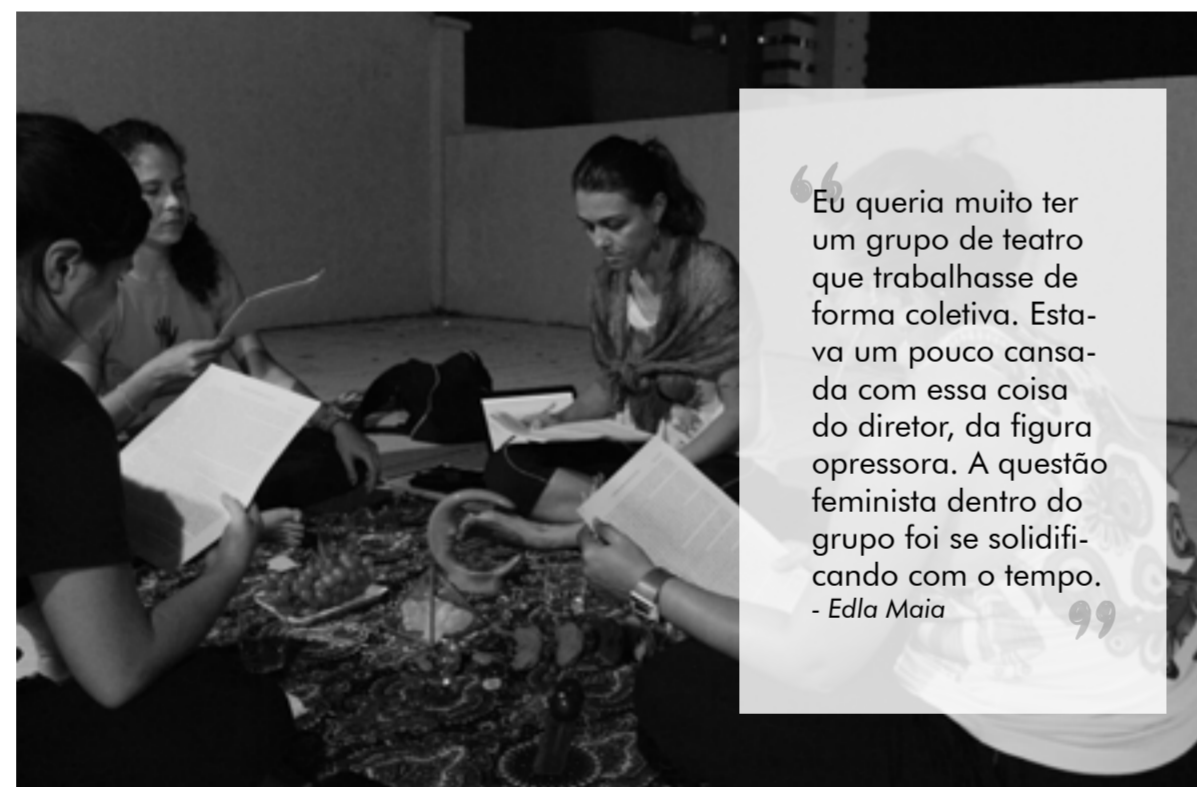 “Eu queria muito ter
um grupo de teatro
que trabalhasse de
forma coletiva. Esta-
va um pouco cansa-
da com essa coisa
do diretor, da figura
opressora. A questão
feminista dentro do
grupo foi se solidifi-
cando com o tempo.
- Edla Maia ”